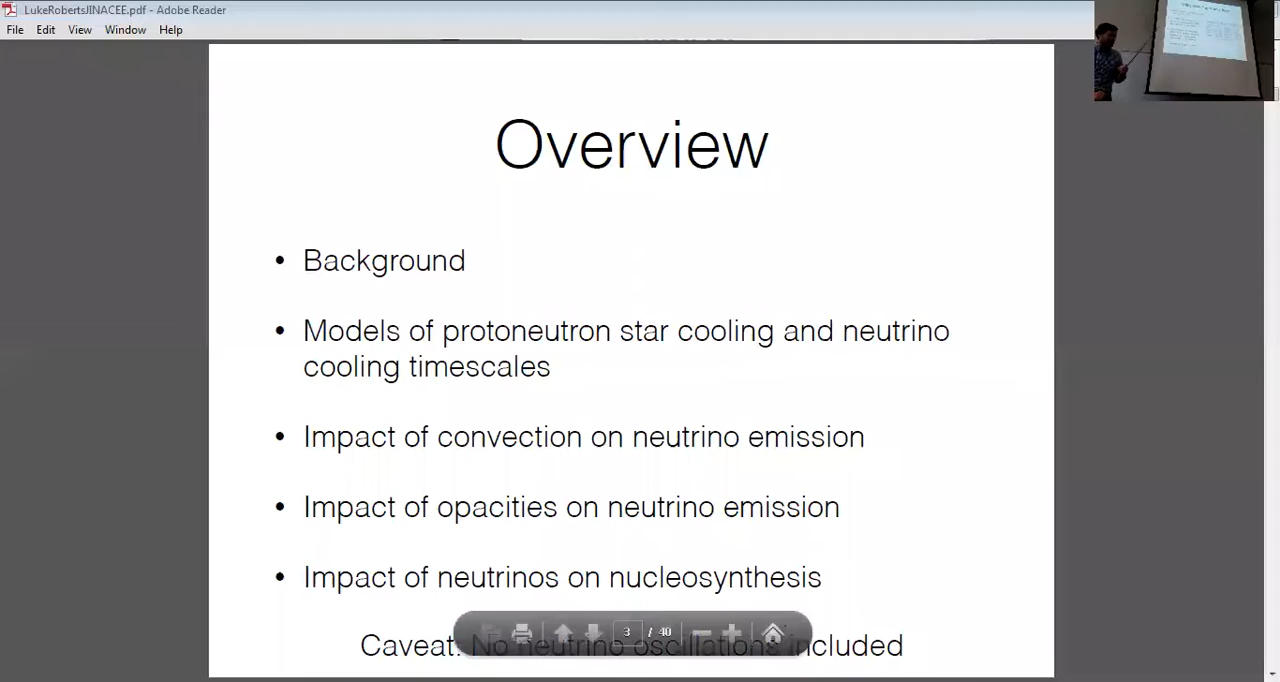 LukeRobertsJINACEE.pdf - Adobe Reader
File Edit View Window Help
Overview
• Background
• Models of protoneutron star cooling and neutrino
cooling timescales
• Impact of convection on neutrino emission
• Impact of opacities on neutrino emission
• Impact of neutrinos on nucleosynthesis
3 / 40
Caveat: No neutrino oscillations included